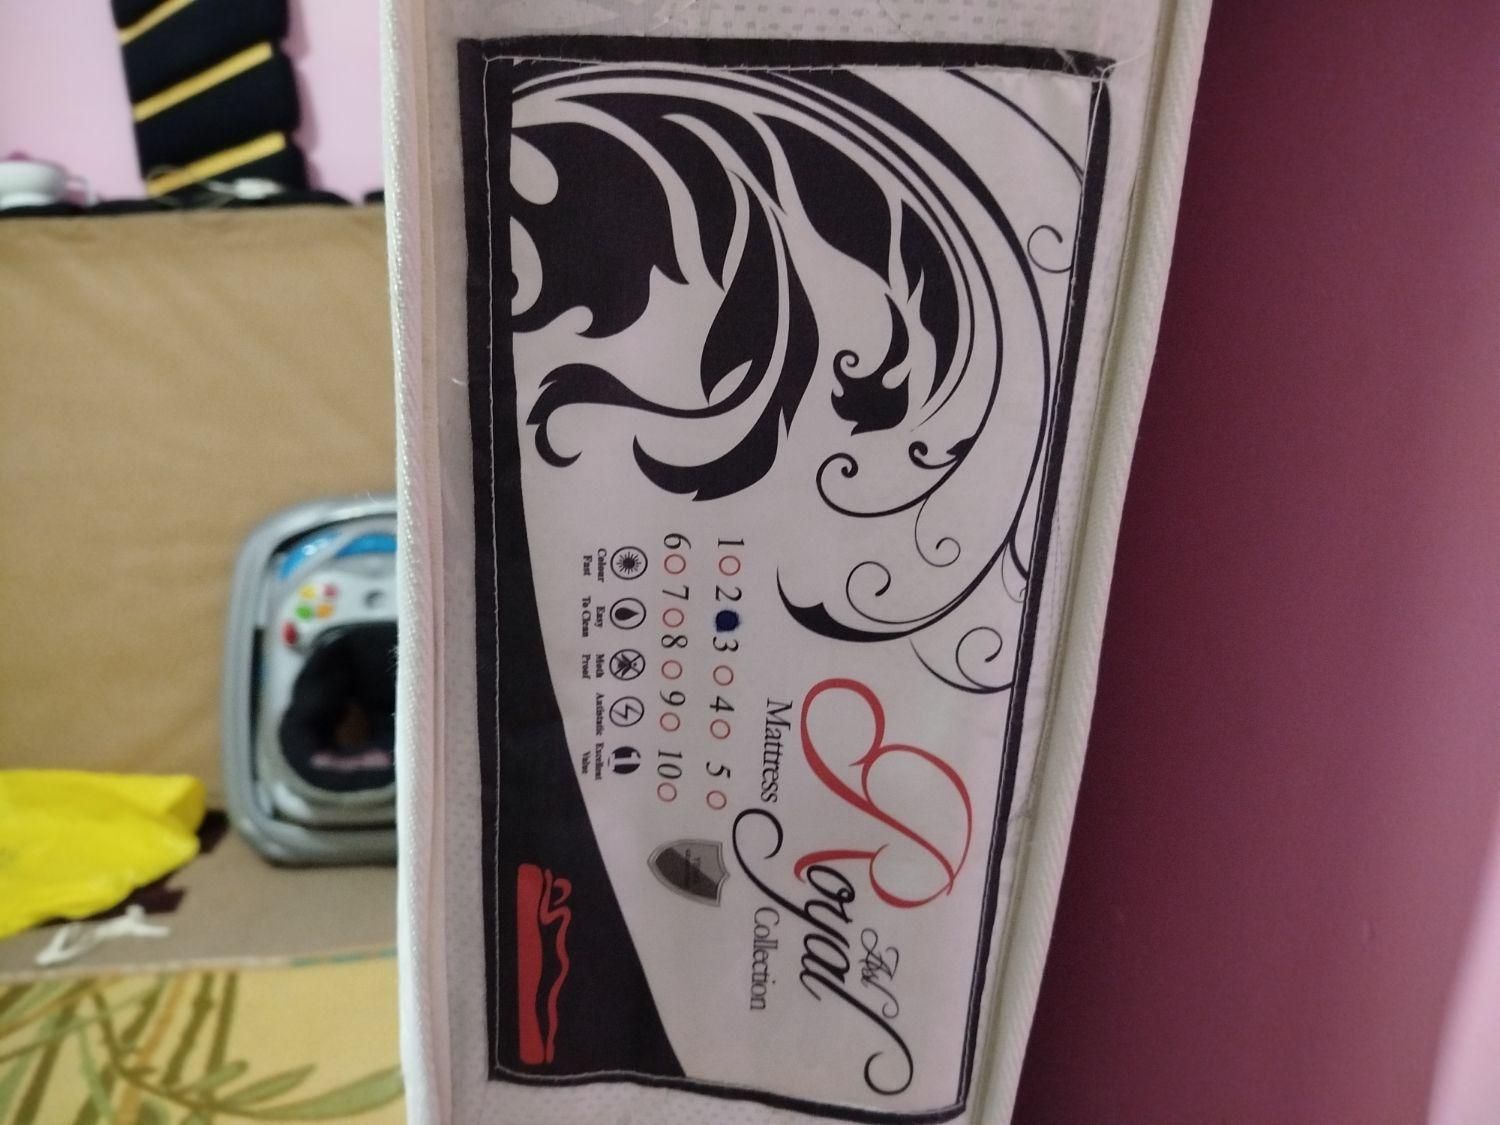 Royal
Mattress Collection
1 2 3 4 5
6 7 8 9 10
Colour Fast
Easy To Clean
Moth Proof
Antistatic
Excellent Value